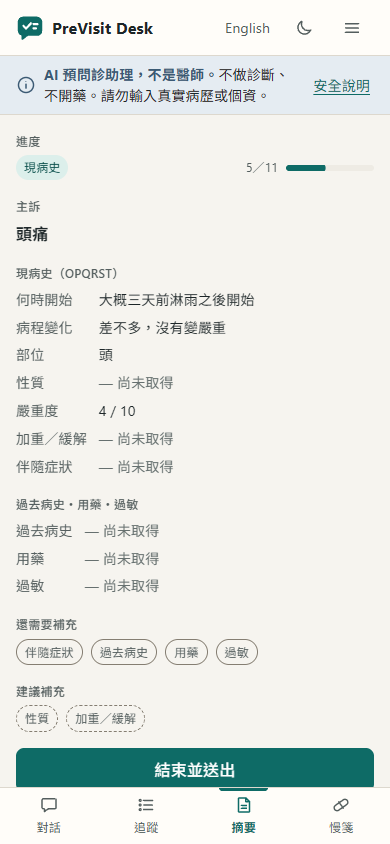 PreVisit Desk
English
AI 預問診助理，不是醫師。不做診斷、
不開藥。請勿輸入真實病歷或個資。
安全說明
進度
現病史
5／11
主訴
頭痛
現病史（OPQRST）
何時開始 大概三天前淋雨之後開始
病程變化 差不多，沒有變嚴重
部位 頭
性質 — 尚未取得
嚴重度 4 / 10
加重／緩解 — 尚未取得
伴隨症狀 — 尚未取得
過去病史・用藥・過敏
過去病史 — 尚未取得
用藥 — 尚未取得
過敏 — 尚未取得
還需要補充
伴隨症狀 過去病史 用藥 過敏
建議補充
性質 加重／緩解
結束並送出
對話 追蹤 摘要 慢箋